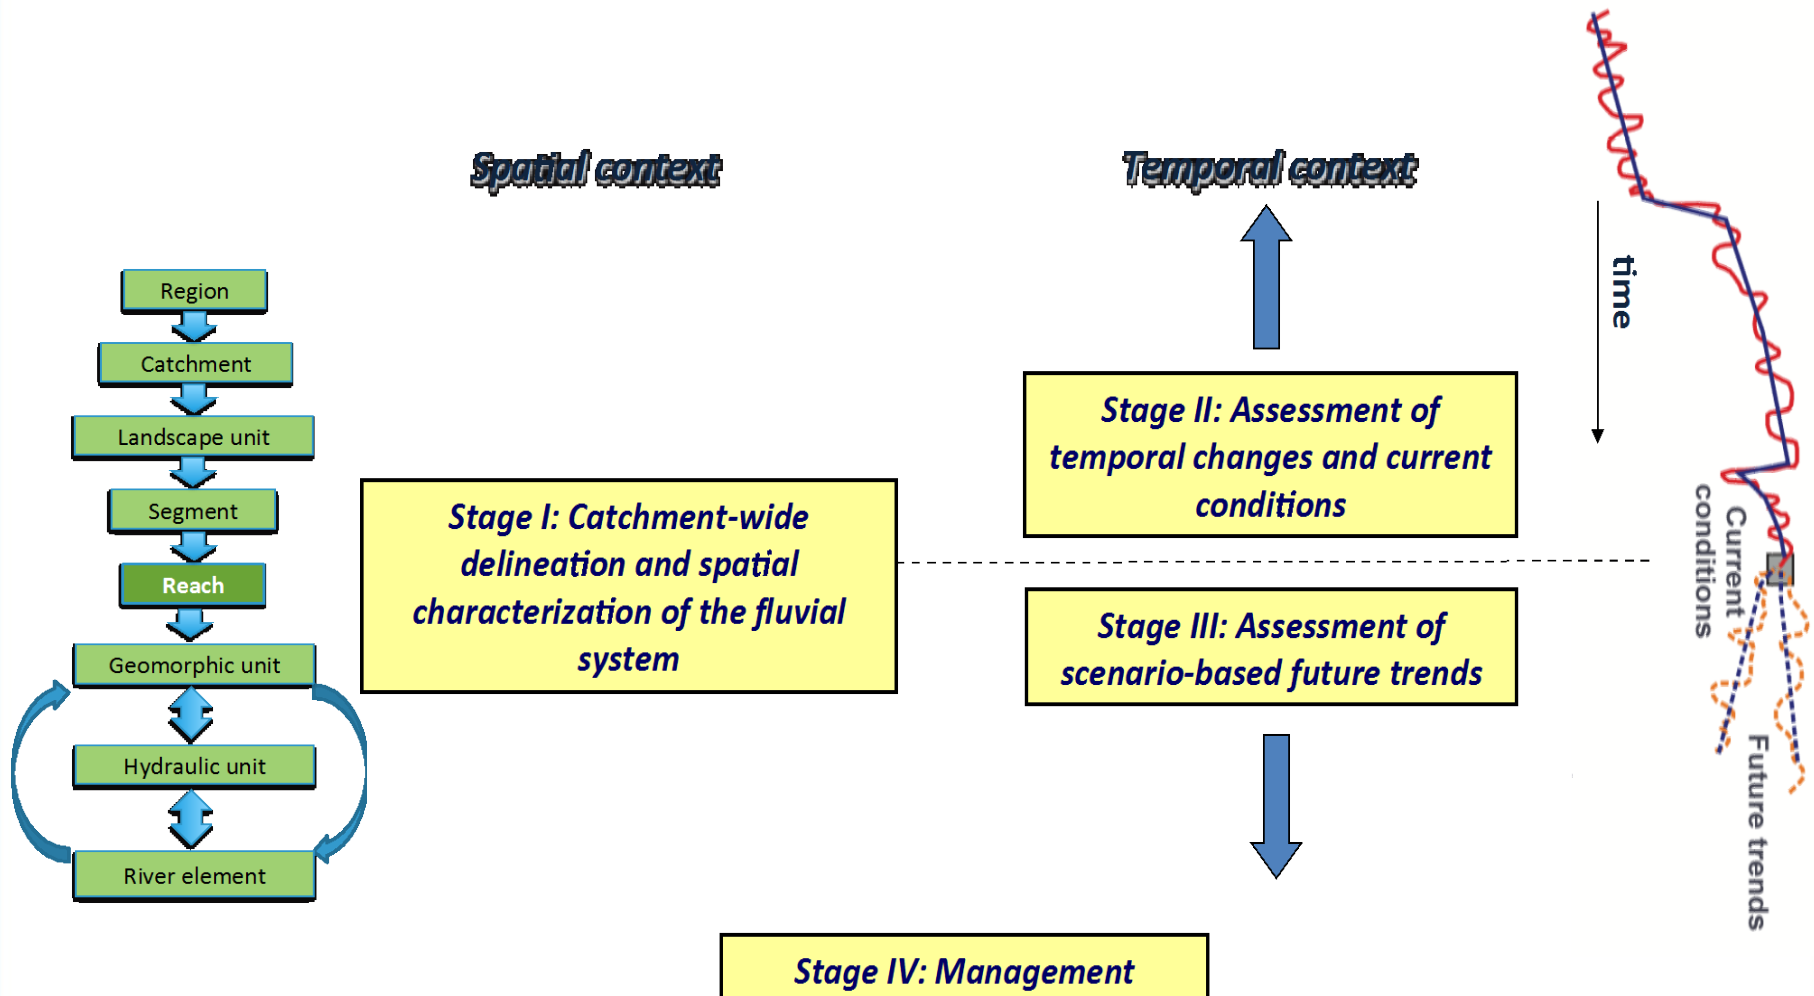 Spatial context
Temporal context
Region
Catchment
Landscape unit
Segment
Reach
Geomorphic unit
Hydraulic unit
River element
Stage I: Catchment-wide
delineation and spatial
characterization of the fluvial
system
Stage II: Assessment of
temporal changes and current
conditions
Stage III: Assessment of
scenario-based future trends
Stage IV: Management
time
Current
conditions
Future trends